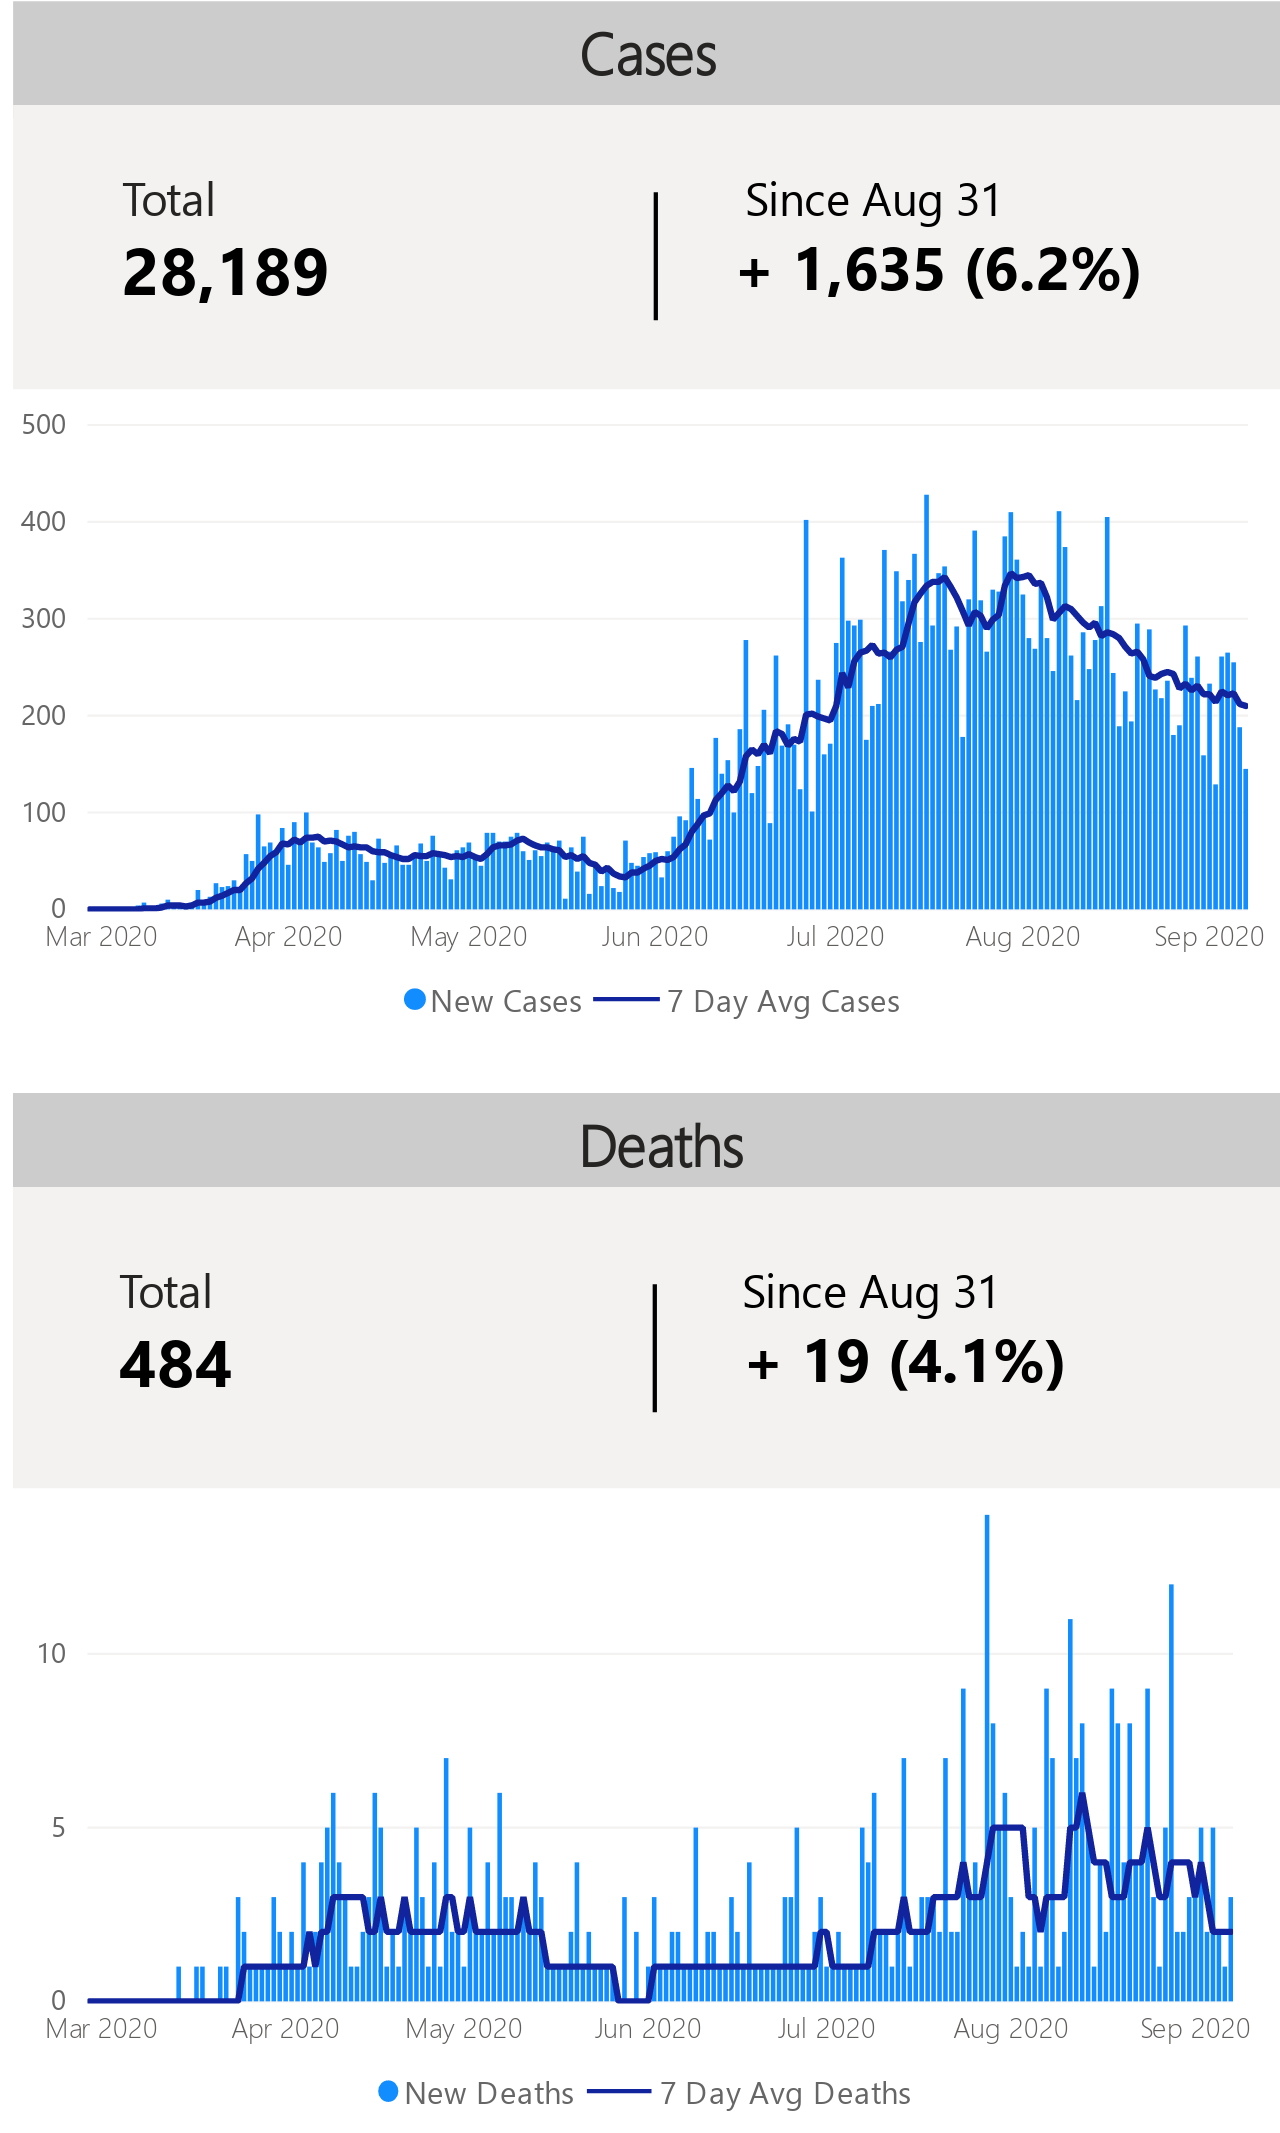 Cases
Total
Since Aug 31
28,189
+ 1,635 (6.2%)
500
400
300
200
100
0
Mar 2020 Apr 2020 May 2020 Jun 2020 Jul 2020 Aug 2020 Sep 2020
New Cases 7 Day Avg Cases
Deaths
Total
Since Aug 31
484
+ 19 (4.1%)
10
5
0
Mar 2020 Apr 2020 May 2020 Jun 2020 Jul 2020 Aug 2020 Sep 2020
New Deaths 7 Day Avg Deaths